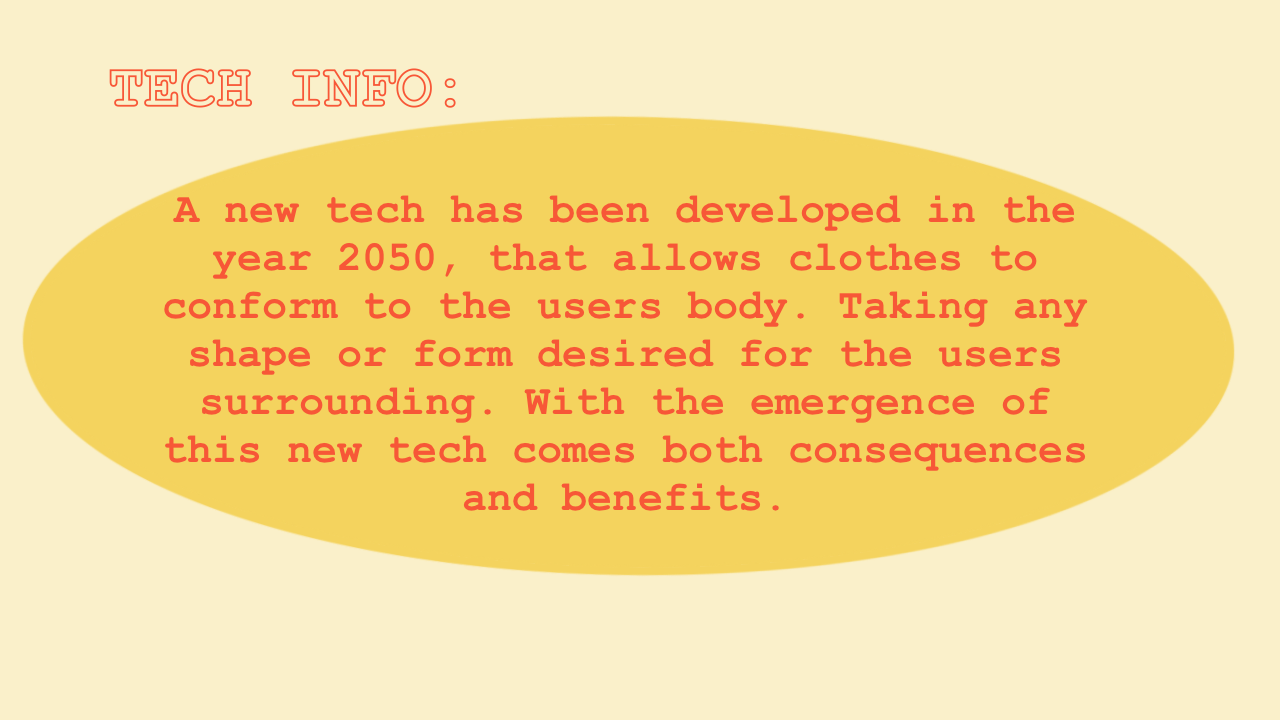 TECH INFO:
A new tech has been developed in the
year 2050, that allows clothes to
conform to the users body. Taking any
shape or form desired for the users
surrounding. With the emergence of
this new tech comes both consequences
and benefits.